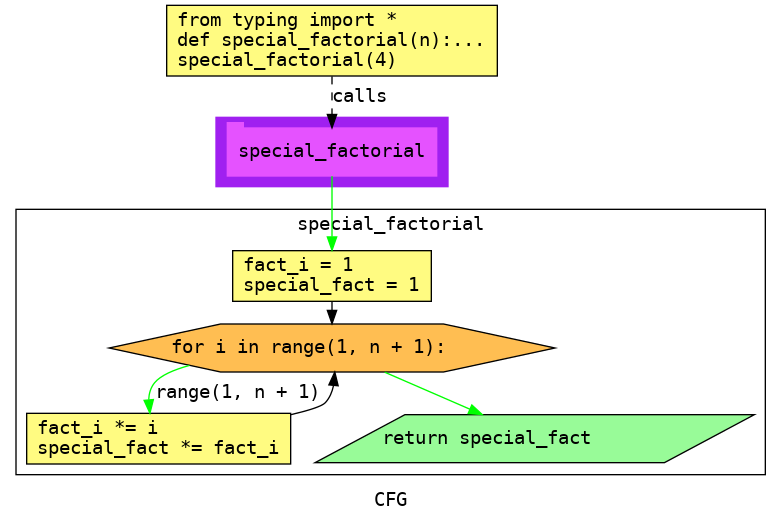 from typing import *
def special_factorial(n):...
special_factorial(4)
calls
special_factorial
special_factorial
fact_i = 1
special_fact = 1
for i in range(1, n + 1):
range(1, n + 1)
fact_i *= i
special_fact *= fact_i
return special_fact
CFG